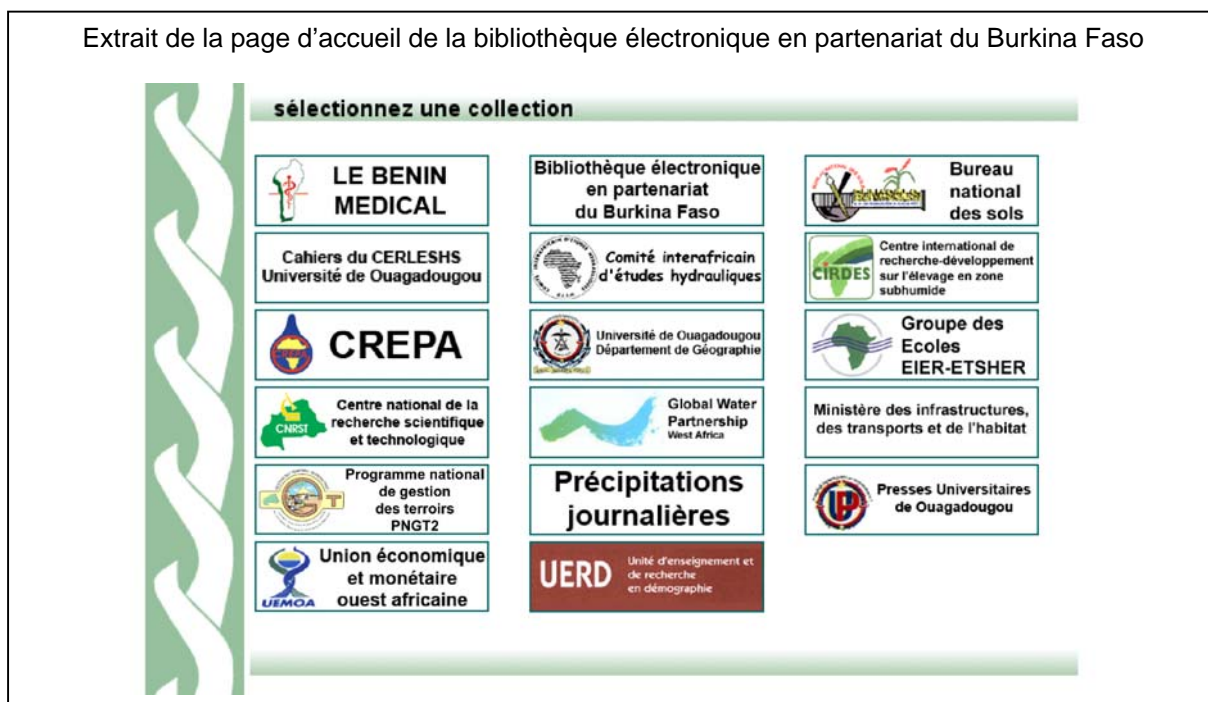 Extrait de la page d'accueil de la bibliothèque électronique en partenariat du Burkina Faso
sélectionnez une collection
LE BENIN
MEDICAL
Bibliothèque électronique
en partenariat
du Burkina Faso
Bureau
national
des sols
Cahiers du CERLESHS
Université de Ouagadougou
Comité interafricain
d'études hydrauliques
CIRDES
Centre international de
recherche-développement
sur l'élevage en zone
subhumide
CREPA
CREPA
Université de Ouagadougou
Département de Géographie
Groupe des
Ecoles
EIER-ETSHER
CNRST
Centre national de la
recherche scientifique
et technologique
Global Water
Partnership
West Africa
Ministère des infrastructures,
des transports et de l'habitat
Programme national
de gestion
des terroirs
PNGT2
Précipitations
journalières
Presses Universitaires
de Ouagadougou
UEMOA
Union économique
et monétaire
ouest africaine
UERD
Unité d'enseignement et
de recherche
en démographie